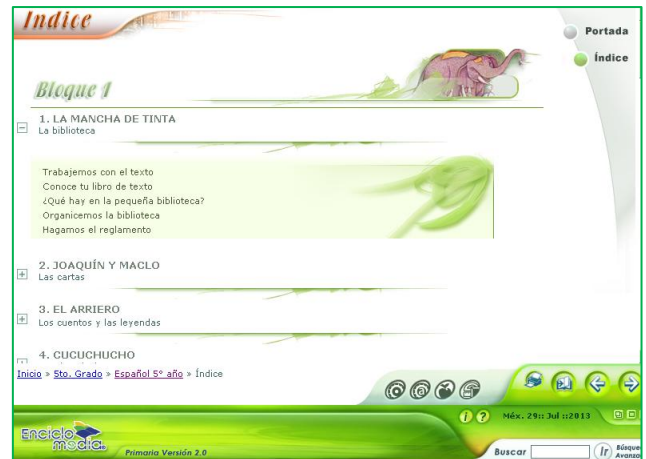 Indice
Portada
Índice
Bloque 1
1. LA MANCHA DE TINTA
La biblioteca
Trabajemos con el texto
Conoce tu libro de texto
¿Qué hay en la pequeña biblioteca?
Organicemos la biblioteca
Hagamos el reglamento
2. JOAQUÍN Y MACLO
Las cartas
3. EL ARRIERO
Los cuentos y las leyendas
4. CUCUCHUCHO
Inicio » 5to. Grado » Español 5° año » Índice
i ? Méx. 29:: Jul ::2013
Enciclomedia
Primaria Versión 2.0
Buscar Ir